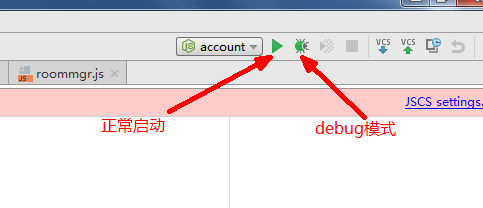 account
VCS VCS
roommgr.js
JSCS settings.
正常启动
debug模式